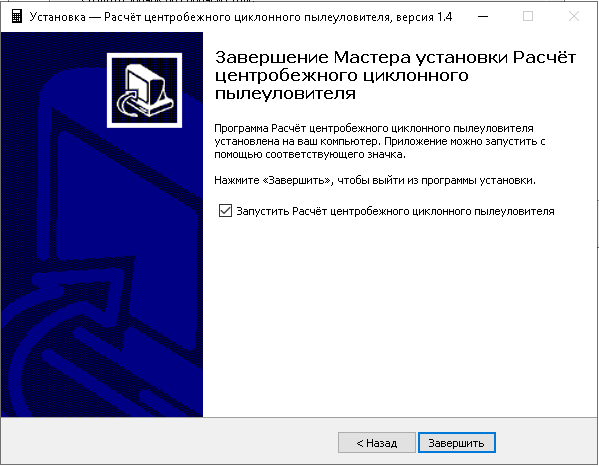 Установка — Расчёт центробежного циклонного пылеуловителя, версия 1.4
Завершение Мастера установки Расчёт
центробежного циклонного
пылеуловителя
Программа Расчёт центробежного циклонного пылеуловителя
установлена на ваш компьютер. Приложение можно запустить с
помощью соответствующего значка.
Нажмите «Завершить», чтобы выйти из программы установки.
Запустить Расчёт центробежного циклонного пылеуловителя
< Назад
Завершить